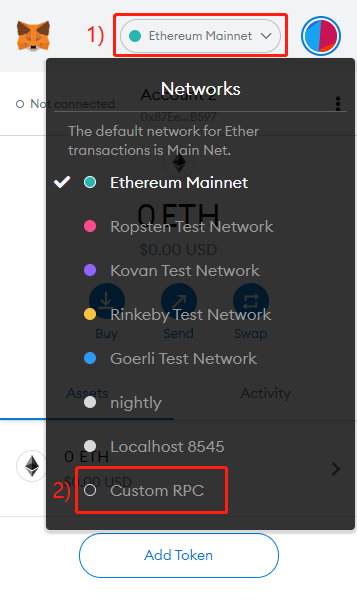 1)
Ethereum Mainnet
Networks
Not connected
Account 2
0x87Ee...B597
The default network for Ether
transactions is Main Net.
Ethereum Mainnet
0 ETH
Ropsten Test Network
$0.00 USD
Kovan Test Network
Rinkeby Test Network
Buy
Send
Swap
Goerli Test Network
Assets
Activity
nightly
Localhost 8545
0 ETH
$0.00 USD
2)
Custom RPC
Add Token